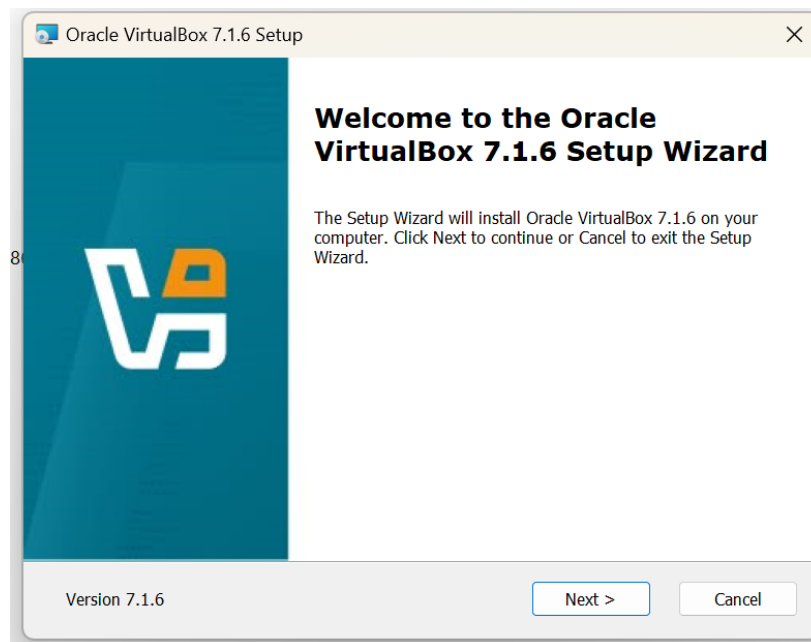 Oracle VirtualBox 7.1.6 Setup
Welcome to the Oracle
VirtualBox 7.1.6 Setup Wizard
The Setup Wizard will install Oracle VirtualBox 7.1.6 on your
computer. Click Next to continue or Cancel to exit the Setup
Wizard.
Version 7.1.6
Next >
Cancel